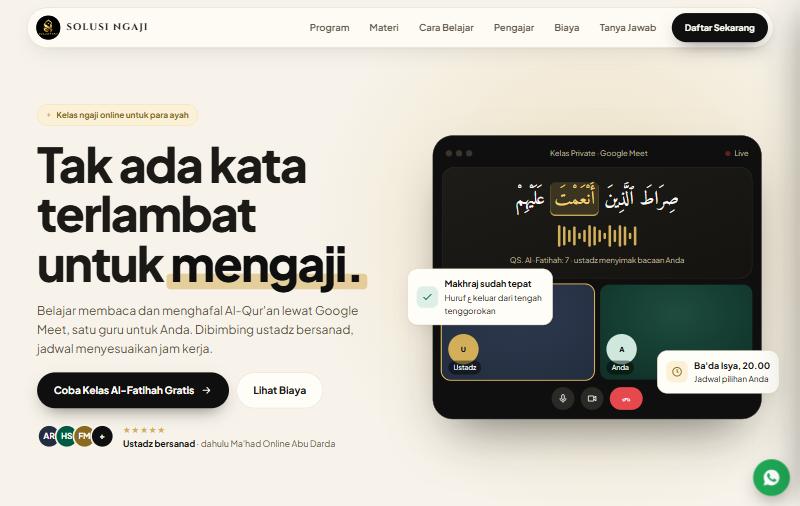 SOLUSI NGAJI
Program Materi Cara Belajar Pengajar Biaya Tanya Jawab Daftar Sekarang
Kelas ngaji online untuk para ayah
Tak ada kata
terlambat
untuk mengaji.
Belajar membaca dan menghafal Al-Qur'an lewat Google
Meet, satu guru untuk Anda. Dibimbing ustadz bersanad,
jadwal menyesuaikan jam kerja.
Coba Kelas Al-Fatihah Gratis → Lihat Biaya
AR HS FM +
★★★★★
Ustadz bersanad · dahulu Ma'had Online Abu Darda
Kelas Private · Google Meet
Live
صِرَاطَ الَّذِينَ أَنْعَمْتَ عَلَيْهِمْ
QS. Al-Fatihah: 7 · ustadz menyimak bacaan Anda
Makhraj sudah tepat
Huruf ع keluar dari tengah
tenggorokan
U
Ustadz
A
Anda
Ba'da Isya, 20.00
Jadwal pilihan Anda